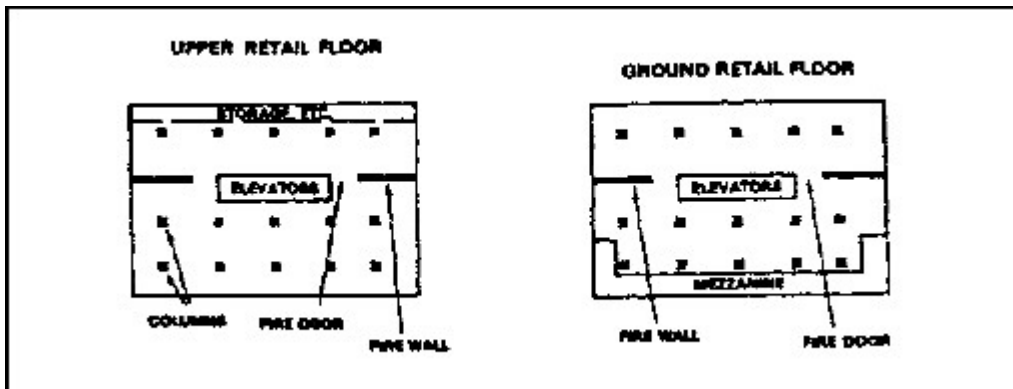 UPPER RETAIL FLOOR
STORAGE, ETC
ELEVATORS
COLUMNS
FIRE DOOR
FIRE WALL
GROUND RETAIL FLOOR
ELEVATORS
MEZZANINE
FIRE WALL
FIRE DOOR